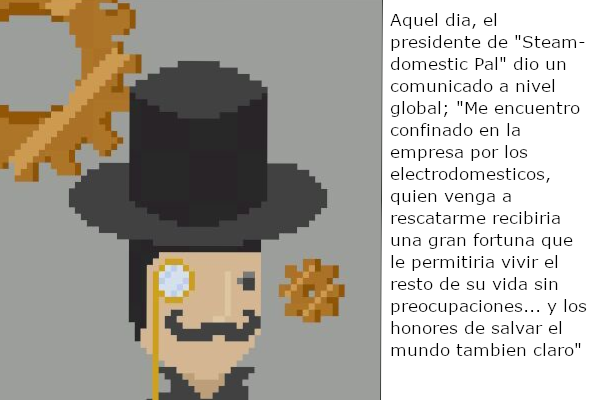 Aquel dia, el
presidente de "Steam-
domestic Pal" dio un
comunicado a nivel
global; "Me encuentro
confinado en la
empresa por los
electrodomesticos,
quien venga a
rescatarme recibiria
una gran fortuna que
le permitiria vivir el
resto de su vida sin
preocupaciones... y los
honores de salvar el
mundo tambien claro"